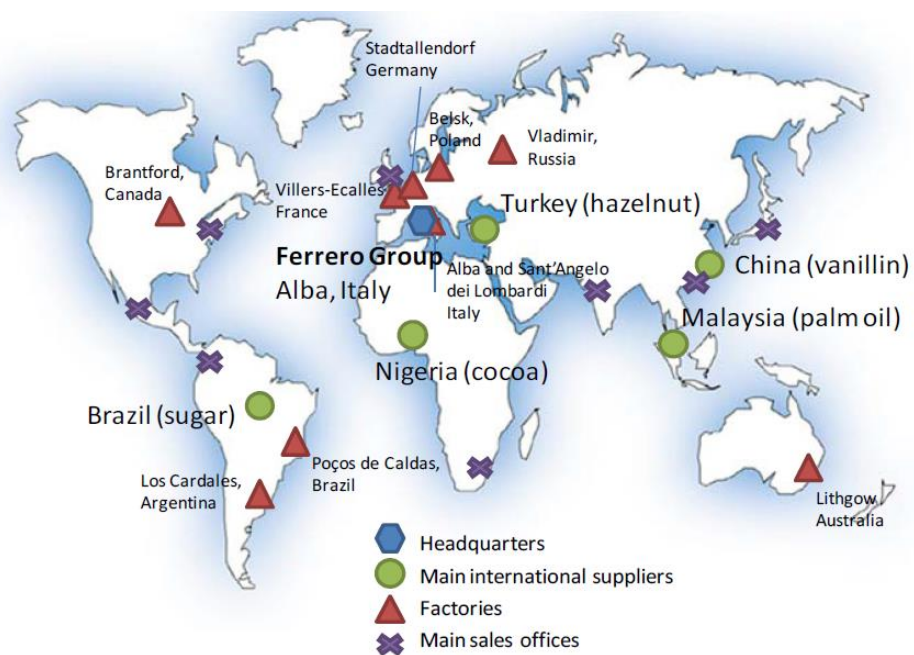 Stadtallendorf
Germany
Belsk,
Poland
Vladimir,
Russia
Brantford,
Canada
Villers-Ecalles
France
Turkey (hazelnut)
Ferrero Group
Alba, Italy
Alba and Sant'Angelo
dei Lombardi
Italy
China (vanillin)
Malaysia (palm oil)
Nigeria (cocoa)
Brazil (sugar)
Poços de Caldas,
Brazil
Los Cardales,
Argentina
Lithgow
Australia
Headquarters
Main international suppliers
Factories
Main sales offices